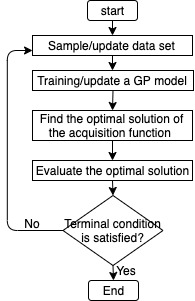 start
Sample/update data set
Training/update a GP model
Find the optimal solution of
the acquisition function
Evaluate the optimal solution
No
Terminal condition
is satisfied?
Yes
End